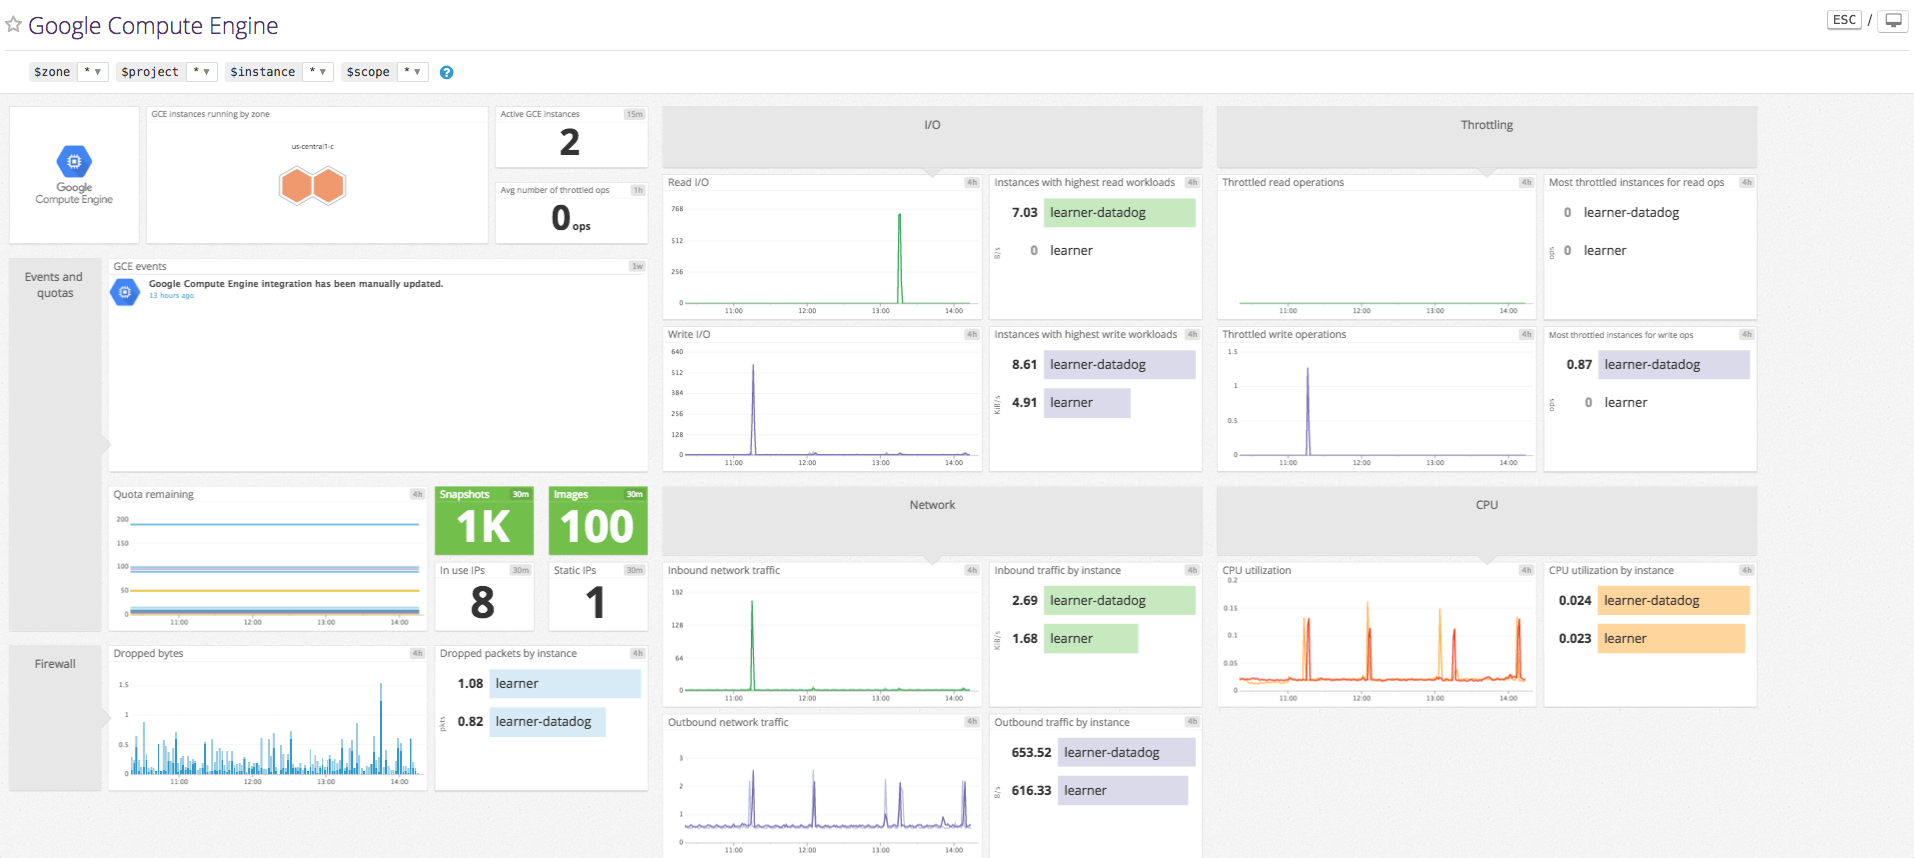 Google Compute Engine
ESC /
$zone * $project * $instance * $scope * ?
Google
Compute Engine
GCE instances running by zone
us-central1-c
Active GCE instances 15m
2
Avg number of throttled ops 1h
0 ops
Events and
quotas
GCE events 1w
Google Compute Engine integration has been manually updated.
13 hours ago
Quota remaining 4h
200
150
100
50
0
11:00 12:00 13:00 14:00
Snapshots 30m
1K
Images 30m
100
In use IPs 30m
8
Static IPs 30m
1
Firewall
Dropped bytes 4h
1.5
1
0.5
0
11:00 12:00 13:00 14:00
Dropped packets by instance 4h
pkts
1.08 learner
0.82 learner-datadog
I/O
Read I/O 4h
768
512
256
0
11:00 12:00 13:00 14:00
Instances with highest read workloads 4h
B/s
7.03 learner-datadog
0 learner
Write I/O 4h
640
512
384
256
128
0
11:00 12:00 13:00 14:00
Instances with highest write workloads 4h
KiB/s
8.61 learner-datadog
4.91 learner
Network
Inbound network traffic 4h
192
128
64
0
11:00 12:00 13:00 14:00
Inbound traffic by instance 4h
KiB/s
2.69 learner-datadog
1.68 learner
Outbound network traffic 4h
3
2
1
0
11:00 12:00 13:00 14:00
Outbound traffic by instance 4h
B/s
653.52 learner-datadog
616.33 learner
Throttling
Throttled read operations 4h
11:00 12:00 13:00 14:00
Most throttled instances for read ops 4h
ops
0 learner-datadog
0 learner
Throttled write operations 4h
1.5
1
0.5
0
11:00 12:00 13:00 14:00
Most throttled instances for write ops 4h
ops
0.87 learner-datadog
0 learner
CPU
CPU utilization 4h
0.2
0.15
0.1
0.05
0
11:00 12:00 13:00 14:00
CPU utilization by instance 4h
0.024 learner-datadog
0.023 learner